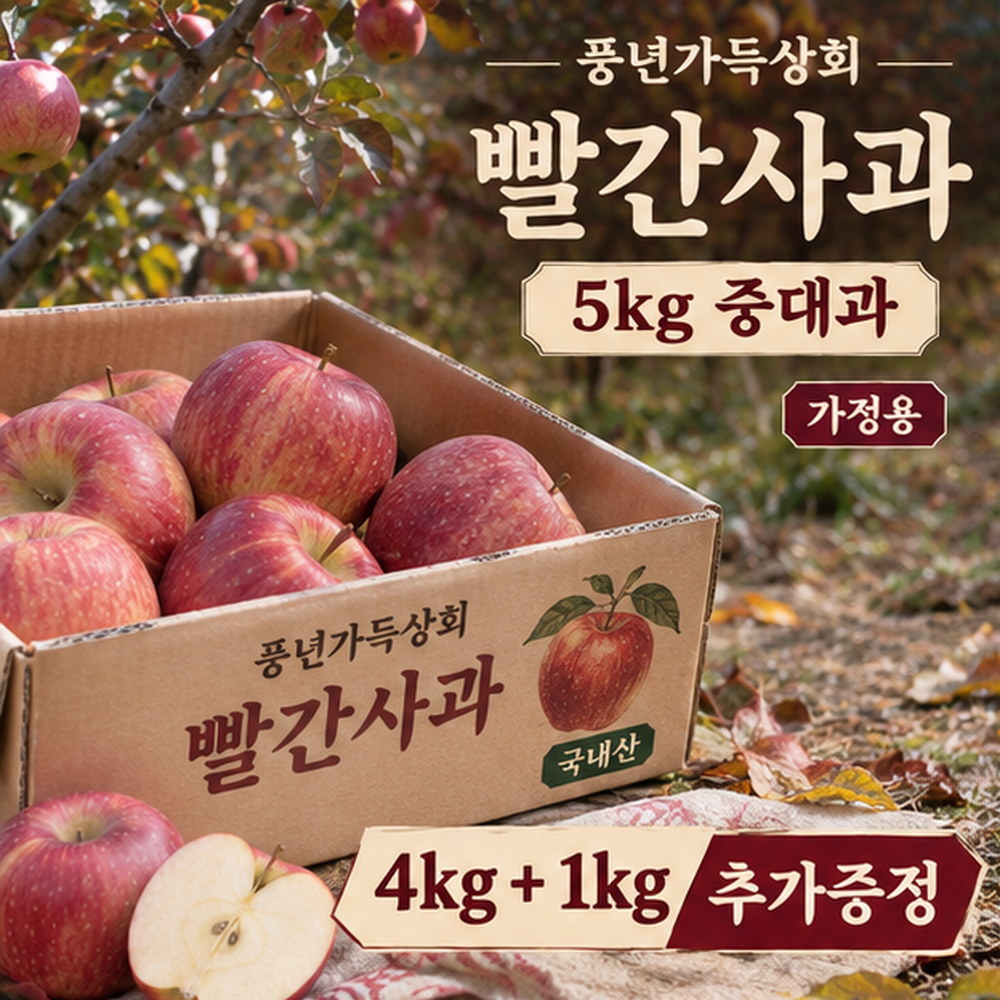 풍년가득상회
빨간사과
5kg 중대과
가정용
풍년가득상회
빨간사과
국내산
4kg + 1kg 추가증정